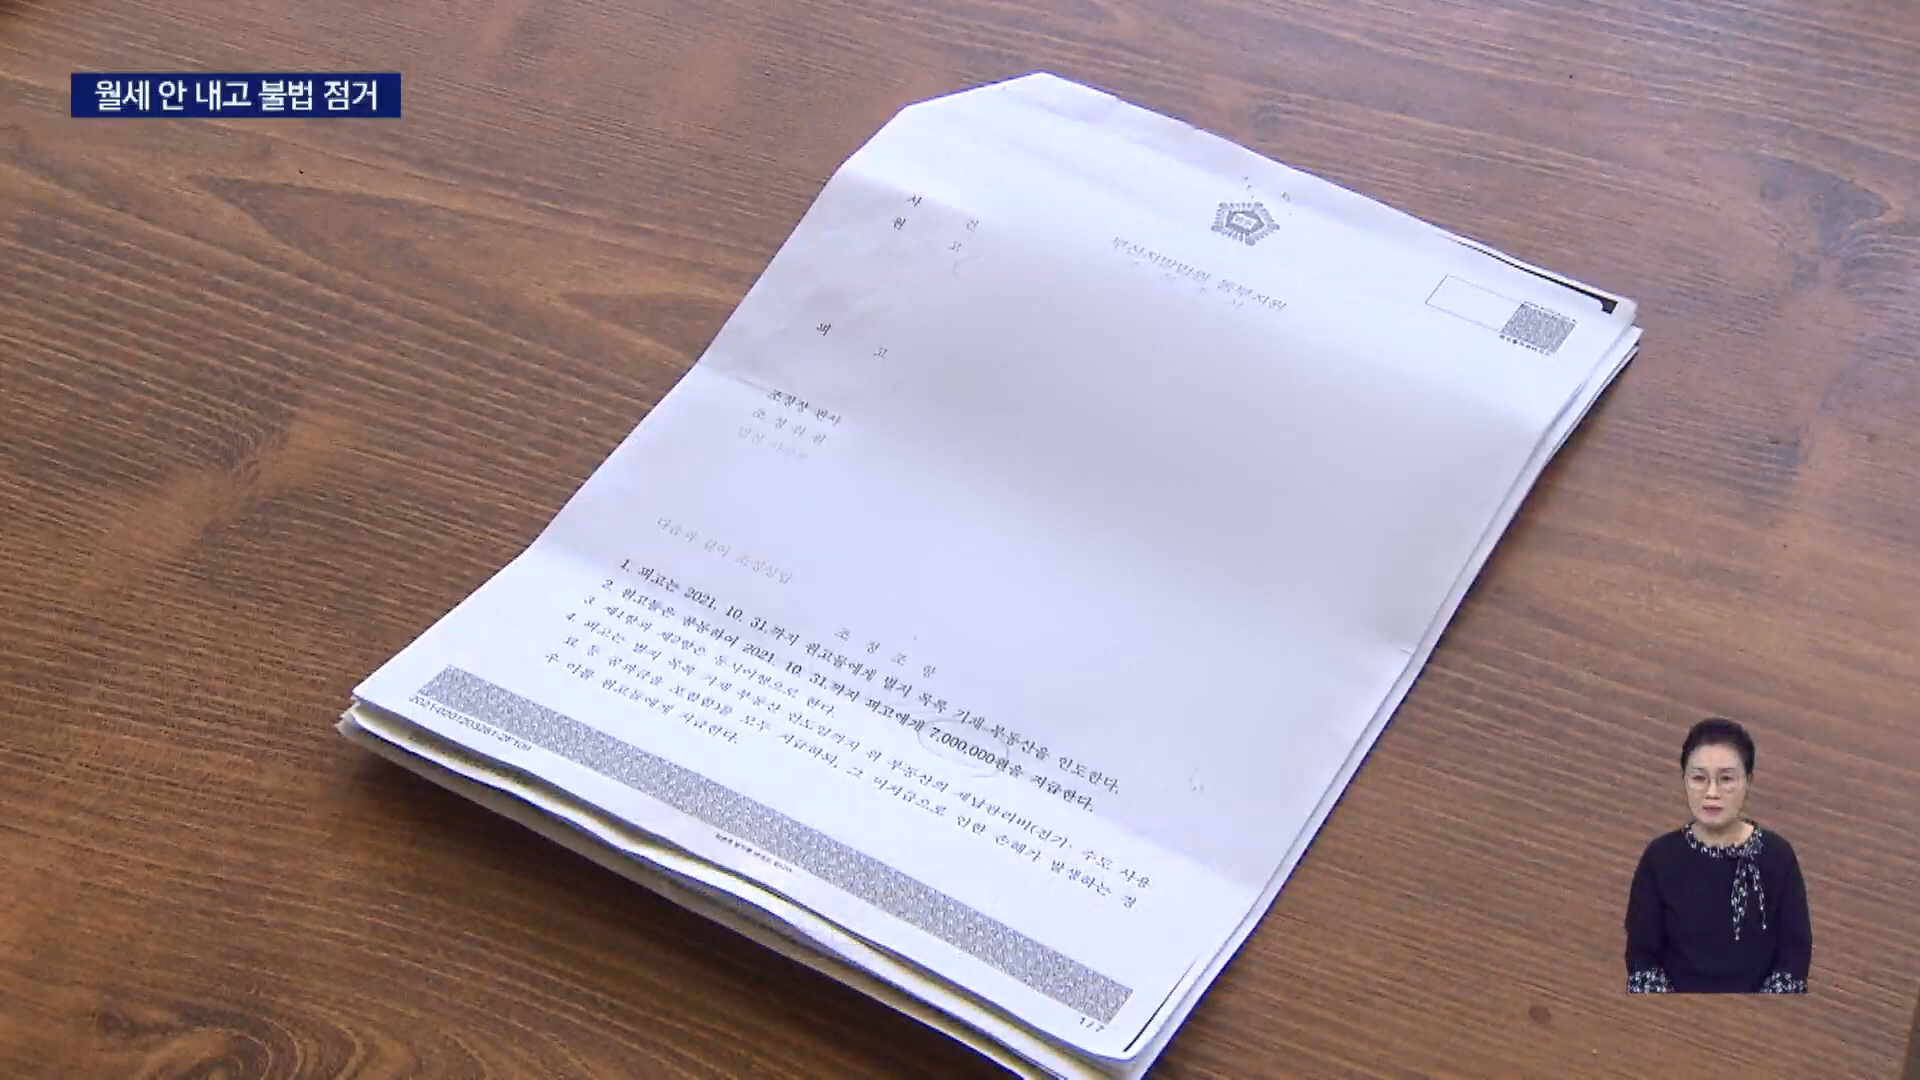 월세 안 내고 불법 점거
부산지방법원 동부지원
사 건
원 고
피 고
조정장 판사
조 정 위 원
다음과 같이 조정성립
조 정 조 항
1. 피고는 2021. 10. 31.까지 원고들에게 별지 목록 기재 부동산을 인도한다.
2. 원고들은 공동하여 2021. 10. 31.까지 피고에게 7,000,000원을 지급한다.
3. 제1항과 제2항은 동시이행으로 한다.
4. 피고는 별지 목록 기재 부동산 인도일까지 위 부동산의 체납관리비(전기, 수도 사용
료 등 공과금을 포함함)를 모두 지급하되, 그 미지급으로 인한 손해가 발생하는 경
우 이를 원고들에게 지급한다.
1 / 7